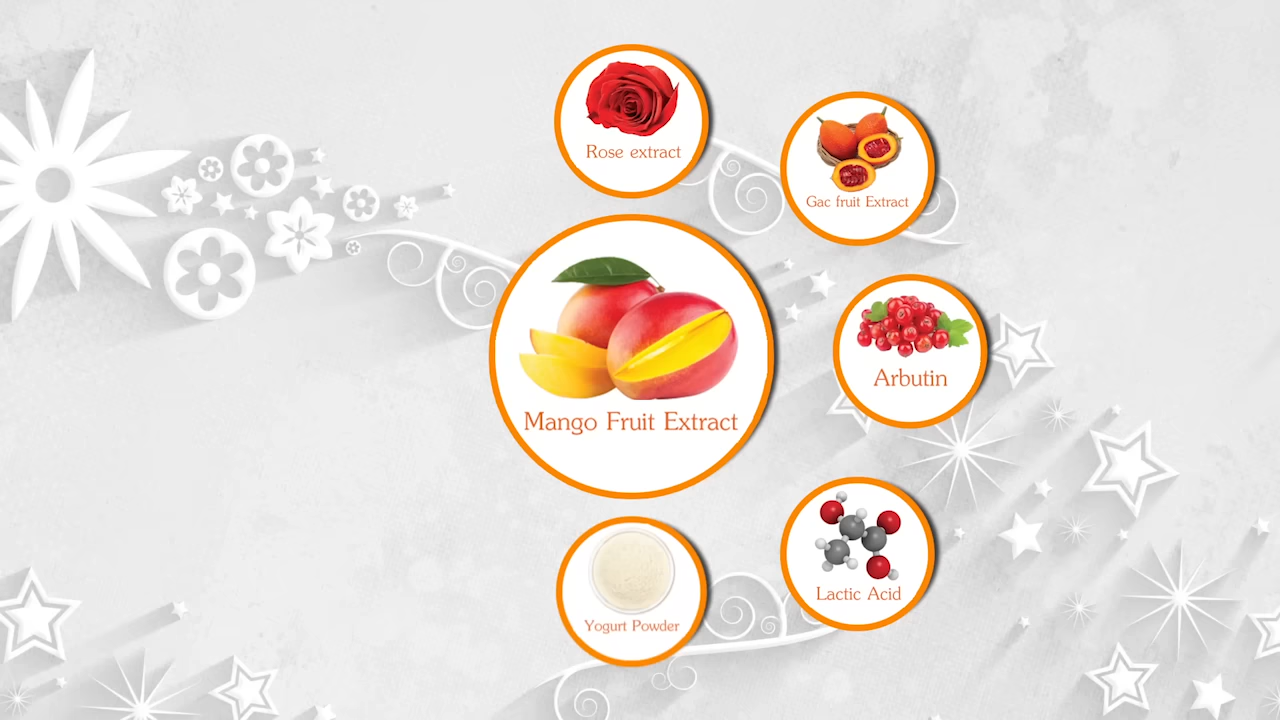 Rose extract
Gac fruit Extract
Arbutin
Mango Fruit Extract
Lactic Acid
Yogurt Powder